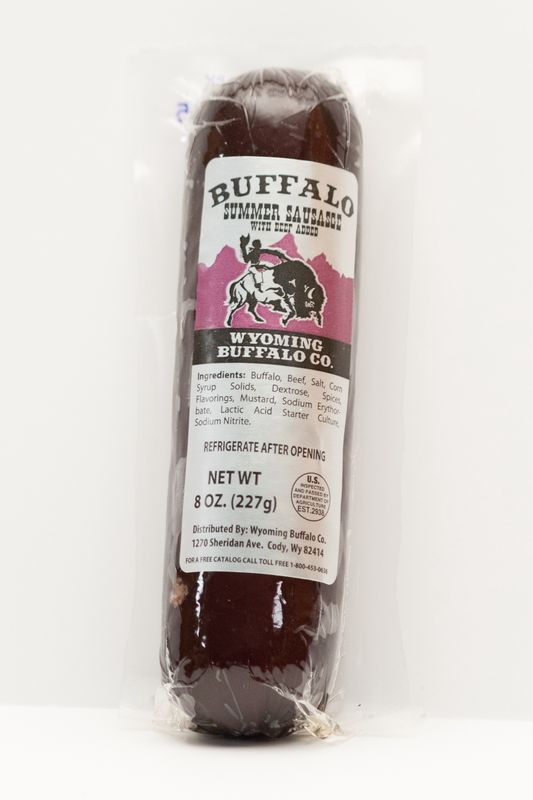 BUFFALO
SUMMER SAUSAGE
WITH BEEF ADDED
WYOMING
BUFFALO CO.
Ingredients: Buffalo, Beef, Salt, Corn
Syrup Solids, Dextrose, Spices,
Flavorings, Mustard, Sodium Erythor-
bate, Lactic Acid Starter Culture,
Sodium Nitrite.
REFRIGERATE AFTER OPENING
NET WT
8 OZ. (227g)
U.S.
INSPECTED
AND PASSED BY
DEPARTMENT OF
AGRICULTURE
EST.2938
Distributed By: Wyoming Buffalo Co.
1270 Sheridan Ave. Cody, Wy 82414
FOR A FREE CATALOG CALL TOLL FREE 1-800-453-0636